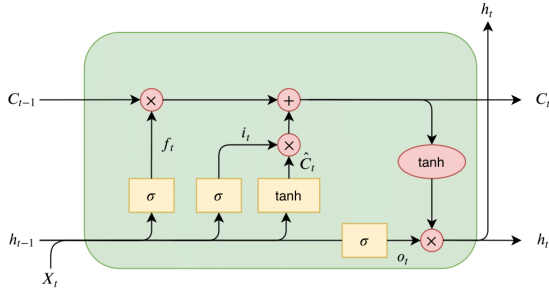 h_t
C_{t-1} × + C_t
f_t i_t × Ĉ_t tanh
σ σ tanh
h_{t-1} σ o_t × h_t
X_t